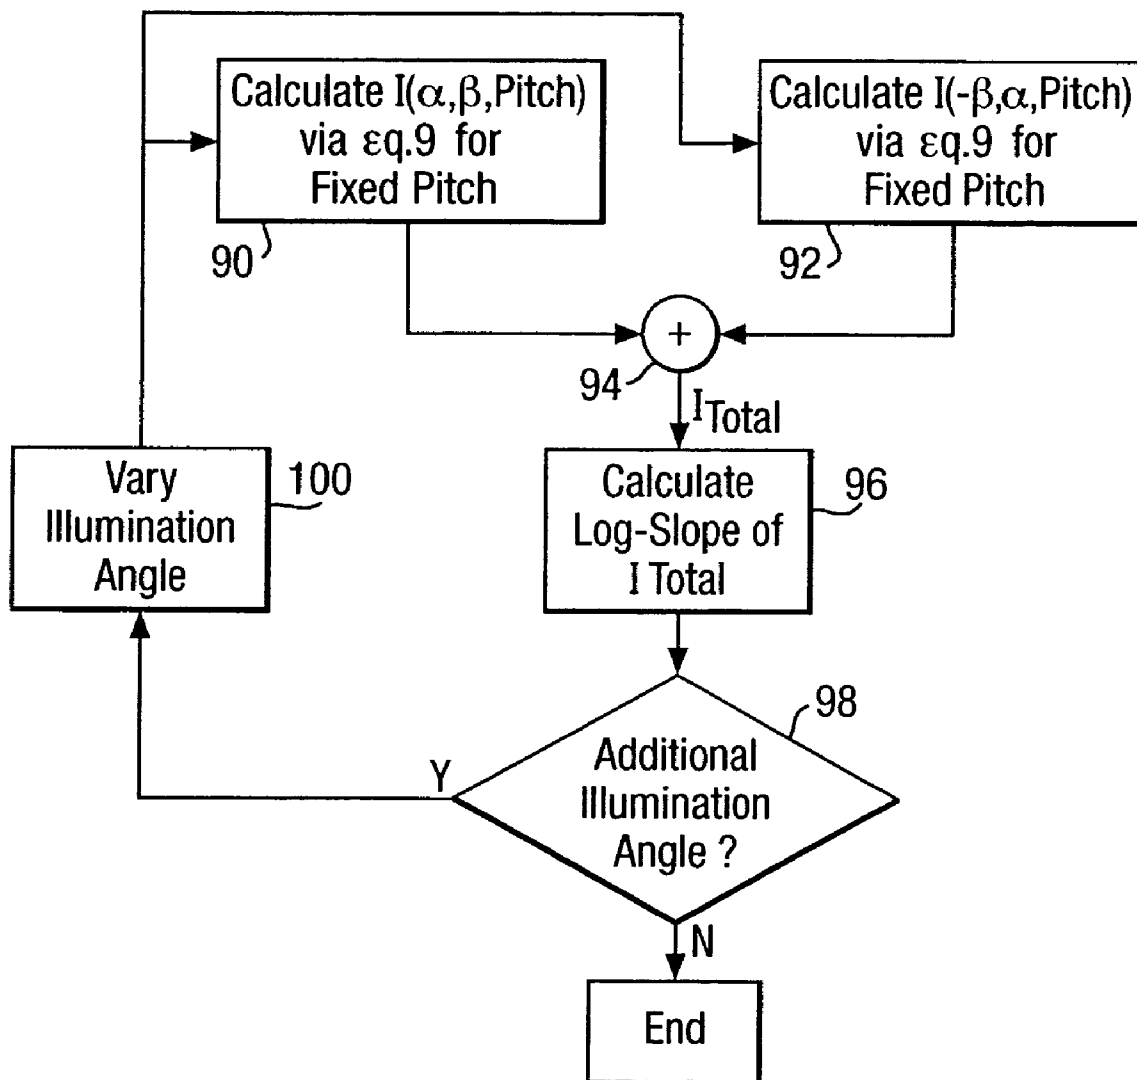 Calculate I(α,β,Pitch)
via εq.9 for
Fixed Pitch
90
Calculate I(-β,α,Pitch)
via εq.9 for
Fixed Pitch
92
+
94
I Total
Calculate
Log-Slope of
I Total
96
Vary
Illumination
Angle
100
Additional
Illumination
Angle ?
98
Y
N
End